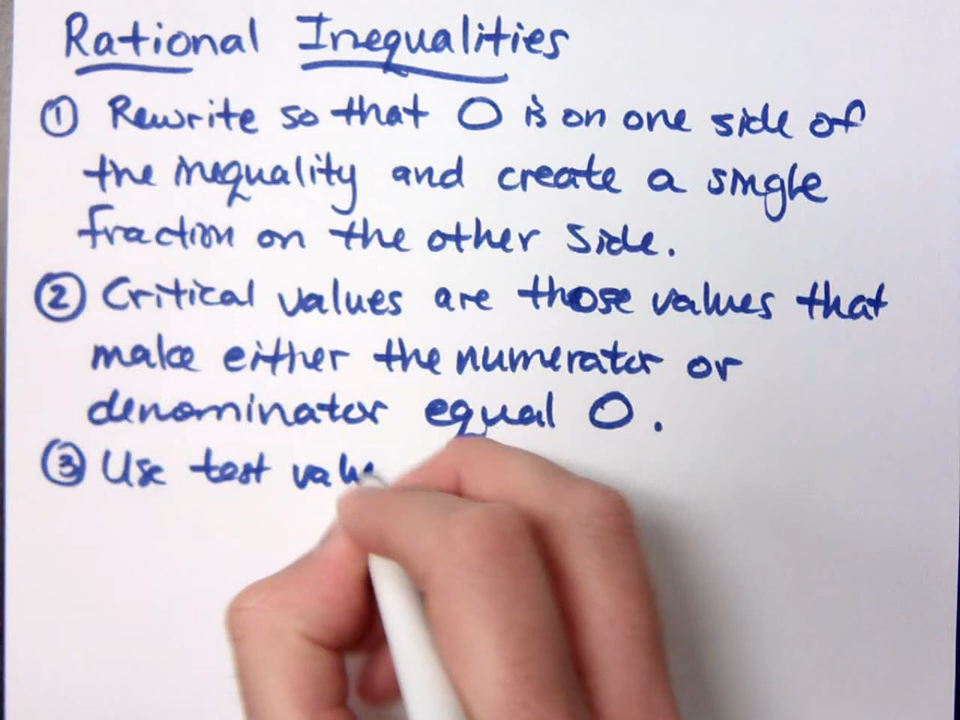 Rational Inequalities
① Rewrite so that 0 is on one side of
the inequality and create a single
fraction on the other side.
② Critical values are those values that
make either the numerator or
denominator equal 0.
③ Use test